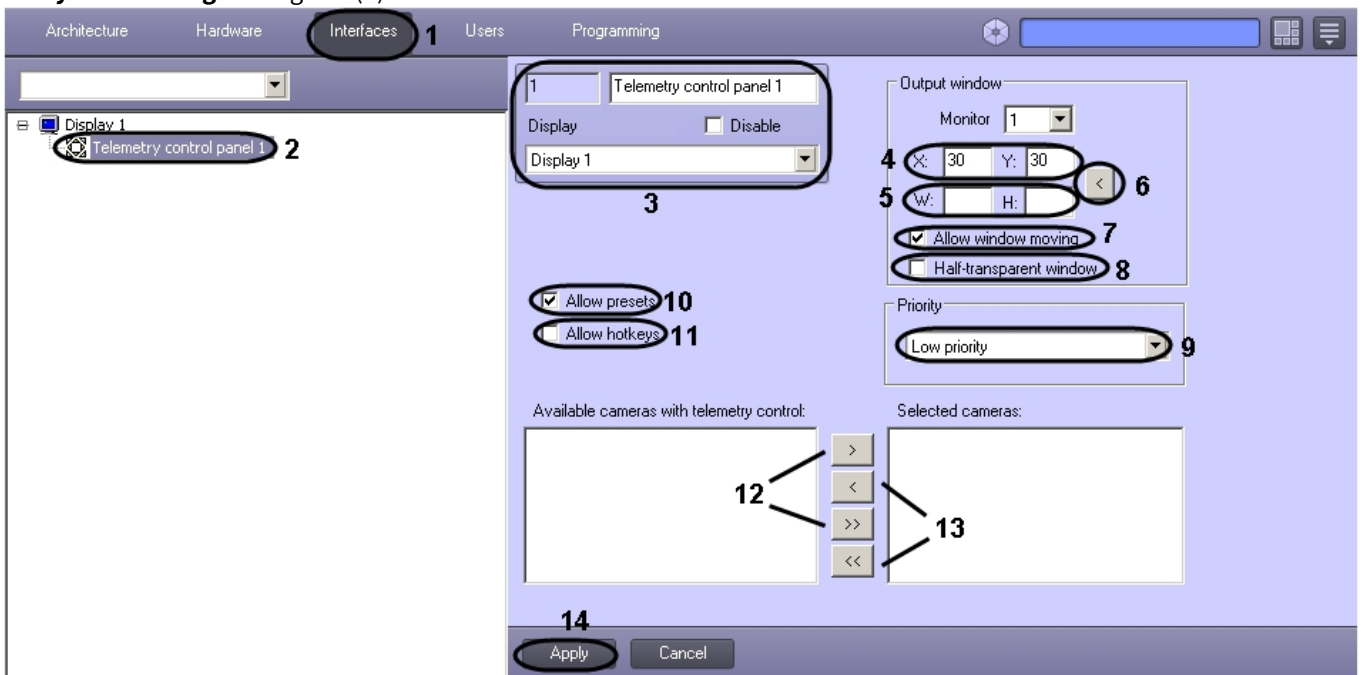 Architecture Hardware Interfaces 1 Users Programming
1 Telemetry control panel 1
Display Disable
Display 1
3
Display 1
Telemetry control panel 1 2
Output window
Monitor 1
4 X: 30 Y: 30
< 6
5 W: H:
Allow window moving 7
Half-transparent window 8
Allow presets 10
Allow hotkeys 11
Priority
Low priority 9
Available cameras with telemetry control: Selected cameras:
>
12 <
>> 13
<<
14
Apply Cancel